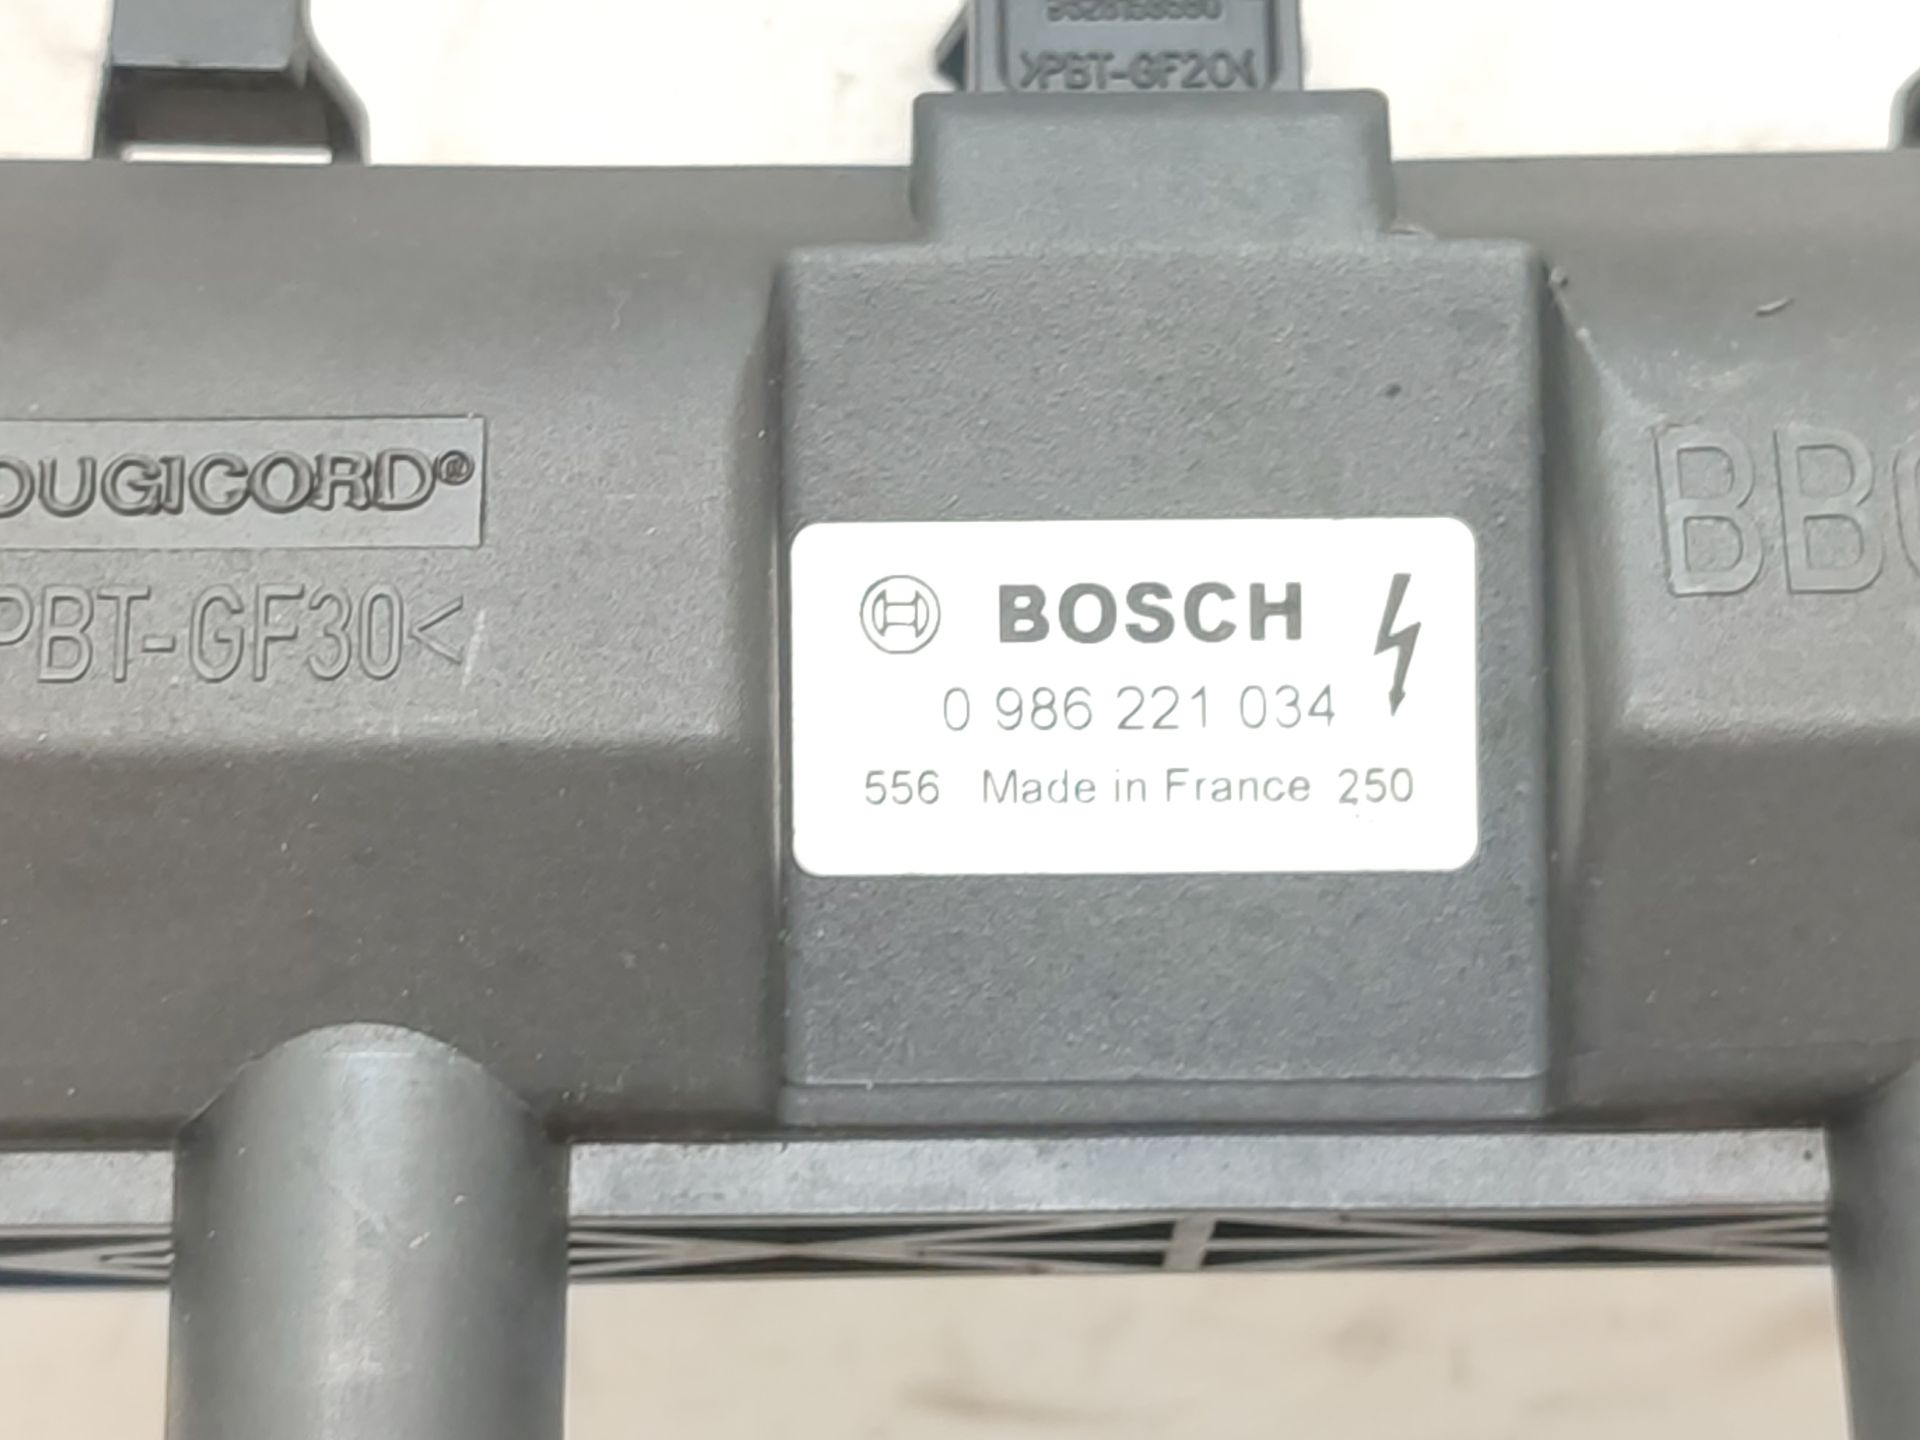 >PBT-GF20<
OUGICORD®
PBT-GF30<
BB
BOSCH
0 986 221 034
556 Made in France 250